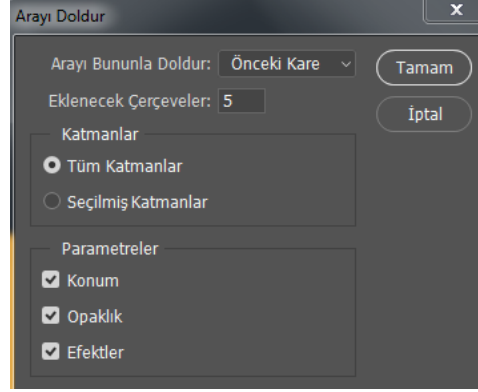 Arayı Doldur
X
Arayı Bununla Doldur: Önceki Kare
Tamam
Eklenecek Çerçeveler: 5
İptal
Katmanlar
Tüm Katmanlar
Seçilmiş Katmanlar
Parametreler
Konum
Opaklık
Efektler